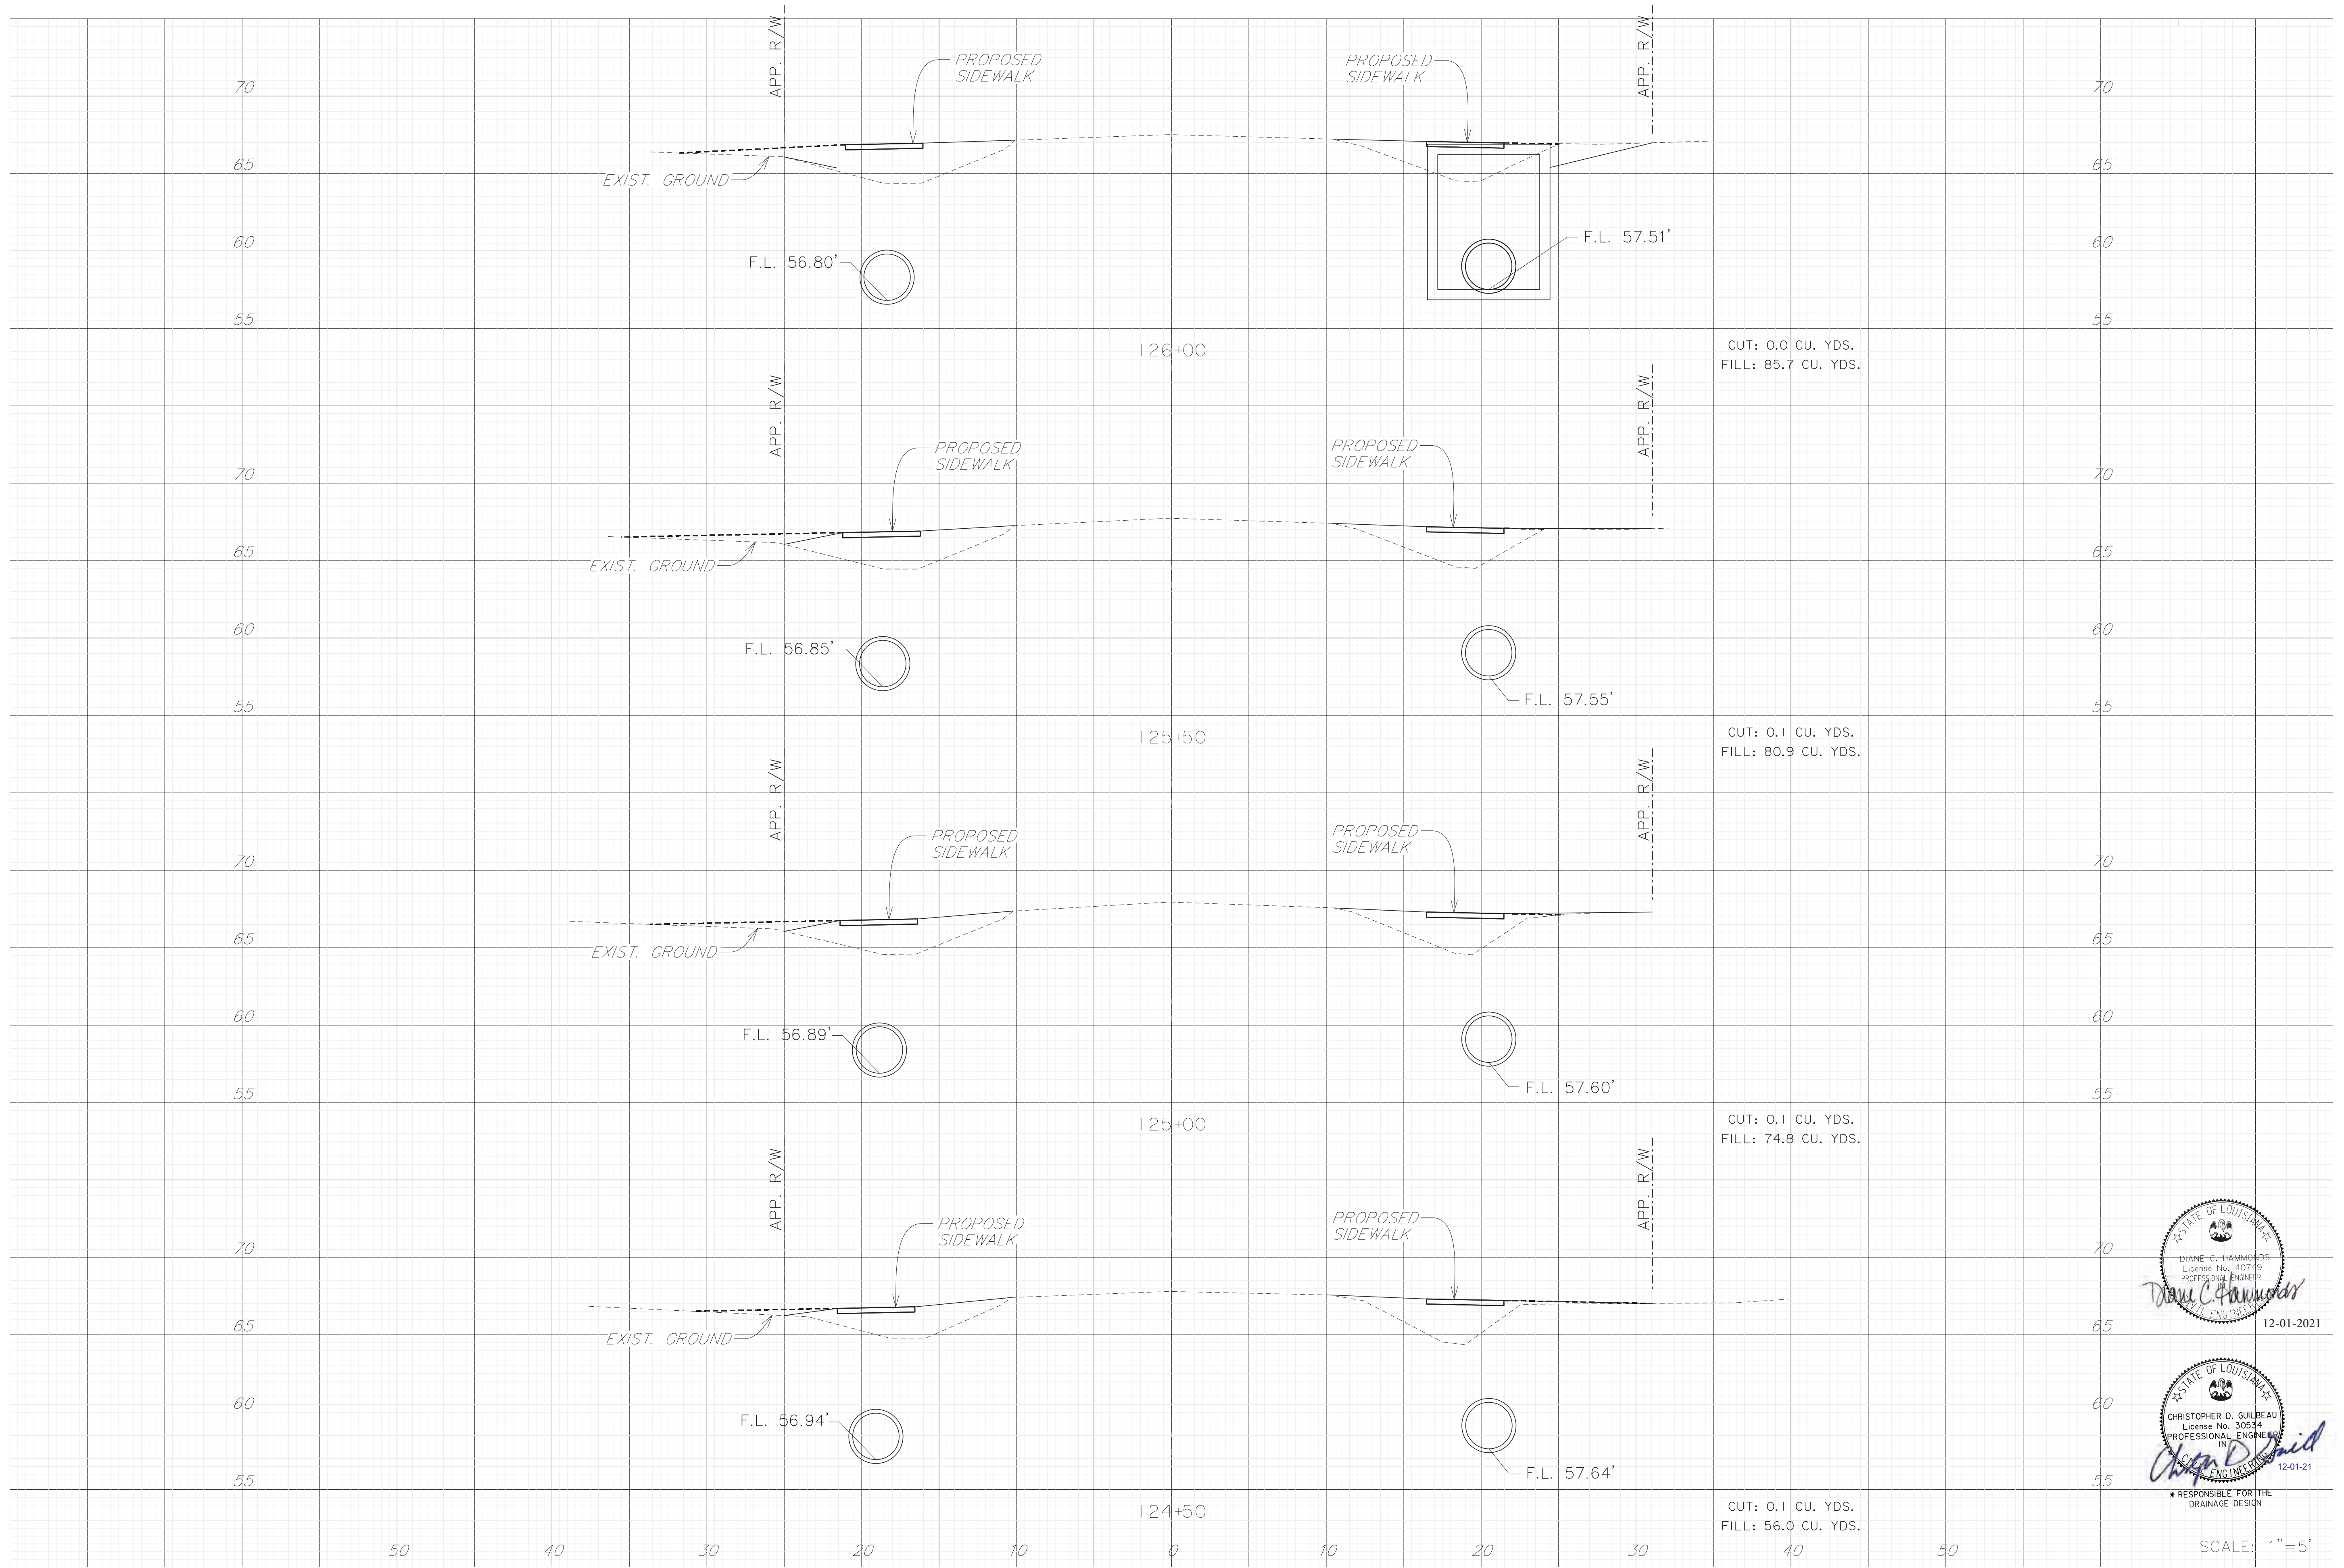 APP. R/W
APP. R/W
PROPOSED
SIDEWALK
PROPOSED
SIDEWALK
70
70
65
65
EXIST. GROUND
60
60
F.L. 56.80'
F.L. 57.51'
55
55
126+00
CUT: 0.0 CU. YDS.
FILL: 85.7 CU. YDS.
APP. R/W
APP. R/W
PROPOSED
SIDEWALK
PROPOSED
SIDEWALK
70
70
65
65
EXIST. GROUND
60
60
F.L. 56.85'
F.L. 57.55'
55
55
125+50
CUT: 0.1 CU. YDS.
FILL: 80.9 CU. YDS.
APP. R/W
APP. R/W
PROPOSED
SIDEWALK
PROPOSED
SIDEWALK
70
70
65
65
EXIST. GROUND
60
60
F.L. 56.89'
F.L. 57.60'
55
55
125+00
CUT: 0.1 CU. YDS.
FILL: 74.8 CU. YDS.
APP. R/W
APP. R/W
PROPOSED
SIDEWALK
PROPOSED
SIDEWALK
70
70
65
65
EXIST. GROUND
60
60
F.L. 56.94'
F.L. 57.64'
55
55
124+50
CUT: 0.1 CU. YDS.
FILL: 56.0 CU. YDS.
50 40 30 20 10 0 10 20 30 40 50
STATE OF LOUISIANA
DIANE C. HAMMONDS
License No. 40749
PROFESSIONAL ENGINEER
IN
CIVIL ENGINEERING
Diane C. Hammonds
12-01-2021
STATE OF LOUISIANA
CHRISTOPHER D. GUILBEAU
License No. 30534
PROFESSIONAL ENGINEER
IN
CIVIL ENGINEERING
12-01-21
* RESPONSIBLE FOR THE
DRAINAGE DESIGN
SCALE: 1"=5'